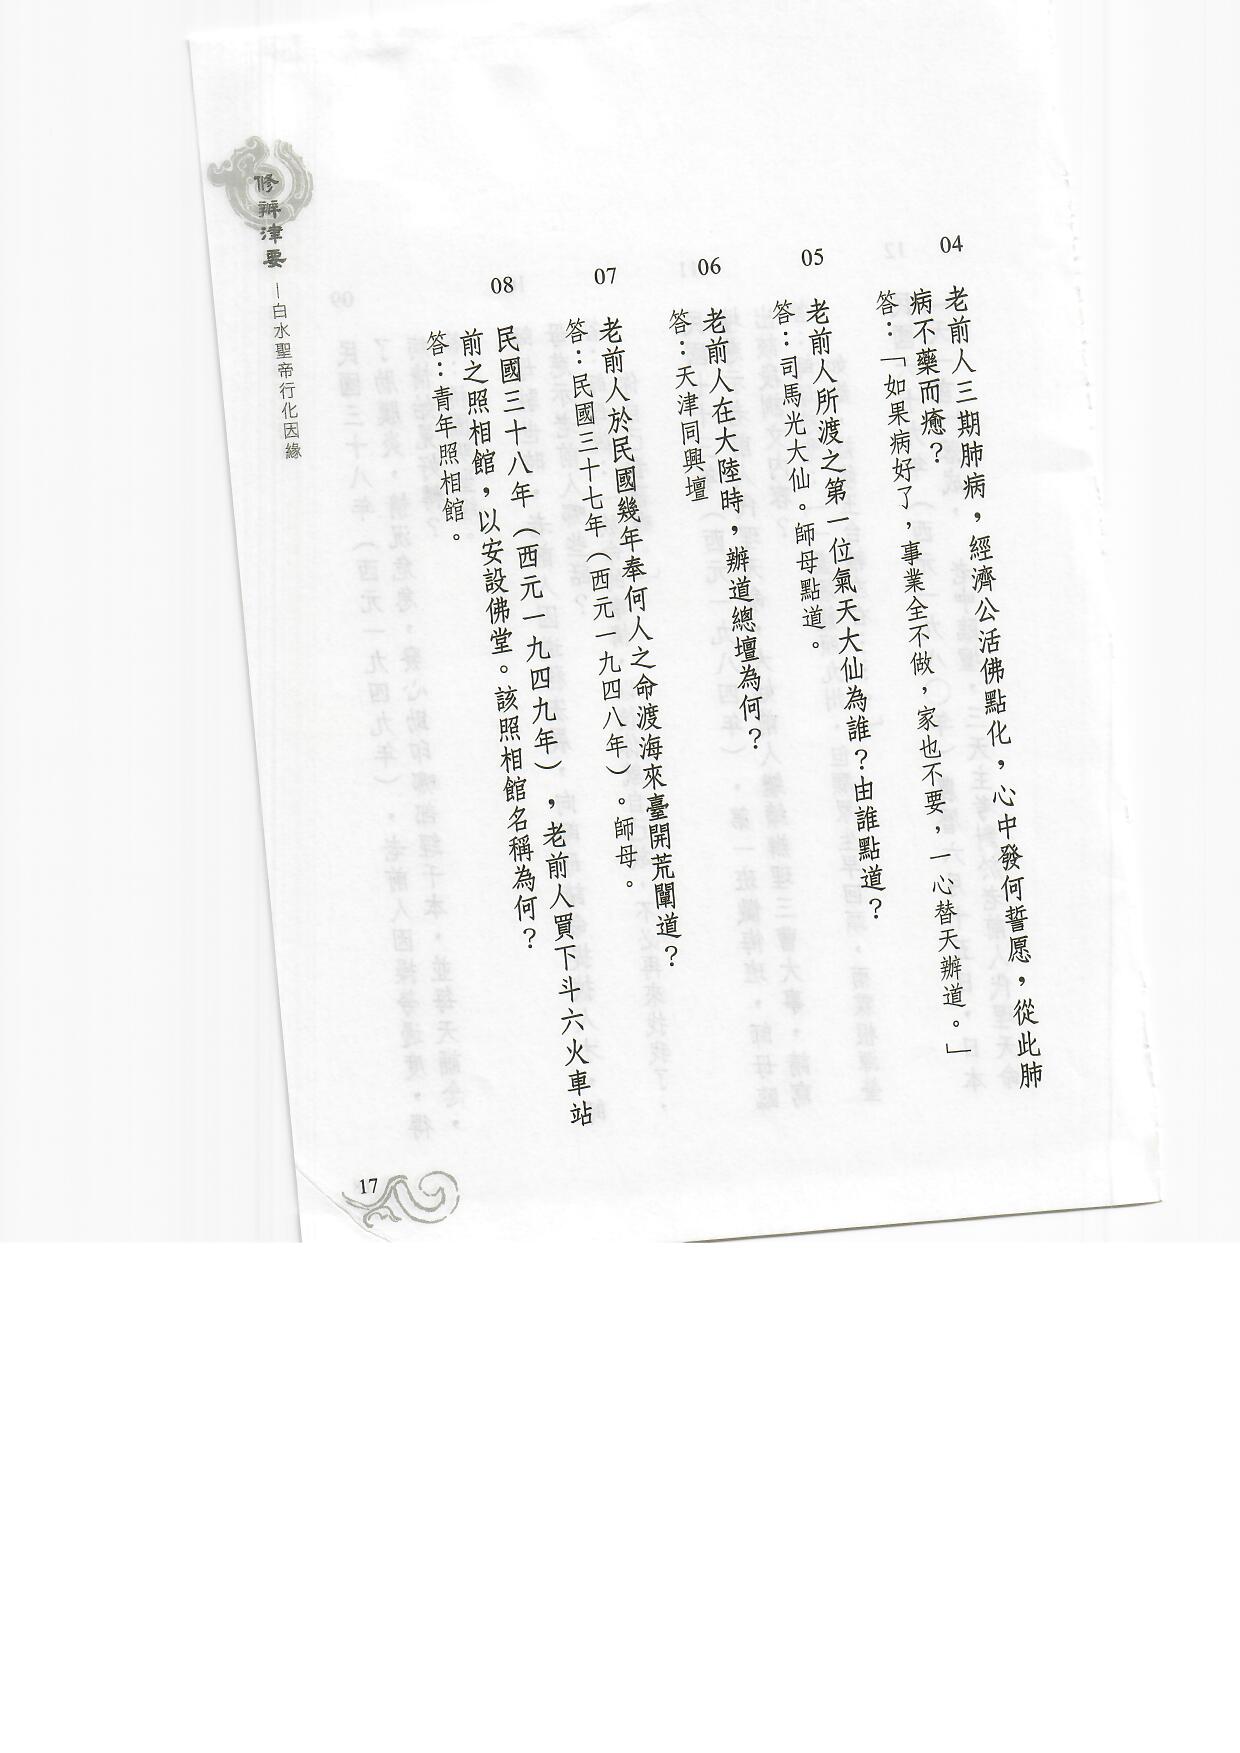 04
老前人三期肺病，經濟公活佛點化，心中發何誓愿，從此肺
病不藥而癒？
答：「如果病好了，事業全不做，家也不要，一心替天辦道。」
05
老前人所渡之第一位氣天大仙為誰？由誰點道？
答：司馬光大仙。師母點道。
06
老前人在大陸時，辦道總壇為何？
答：天津同興壇
07
老前人於民國幾年奉何人之命渡海來臺開荒闡道？
答：民國三十七年（西元一九四八年）。師母。
08
民國三十八年（西元一九四九年），老前人買下斗六火車站
前之照相館，以安設佛堂。該照相館名稱為何？
答：青年照相館。
修辦津要
—白水聖帝行化因緣
17